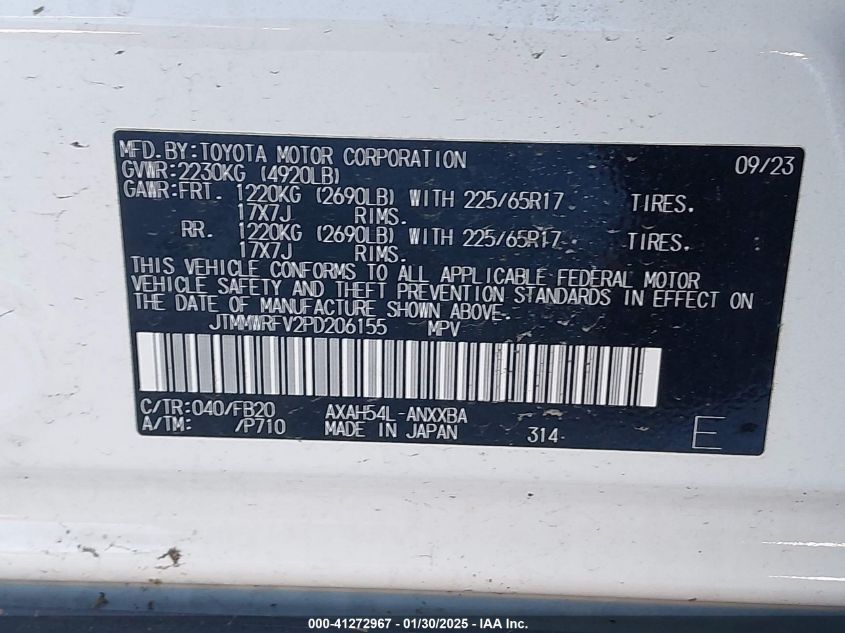 MFD.BY:TOYOTA MOTOR CORPORATION 09/23
GVWR:2230KG (4920LB)
GAWR:FRT. 1220KG (2690LB) WITH 225/65R17 TIRES.
17X7J RIMS.
RR. 1220KG (2690LB) WITH 225/65R17 TIRES.
17X7J RIMS.
THIS VEHICLE CONFORMS TO ALL APPLICABLE FEDERAL MOTOR
VEHICLE SAFETY AND THEFT PREVENTION STANDARDS IN EFFECT ON
THE DATE OF MANUFACTURE SHOWN ABOVE.
JTMMWRFV2PD206155 MPV
C/TR:040/FB20 AXAH54L-ANXXBA
A/TM: /P710 MADE IN JAPAN 314 E
000-41272967 - 01/30/2025 - IAA Inc.